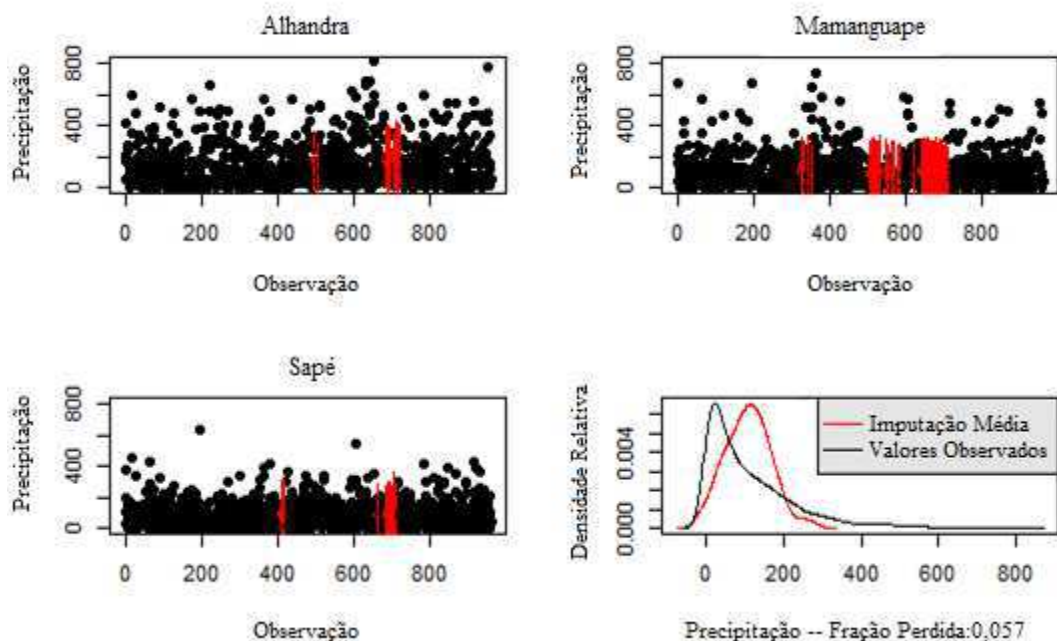 Alhandra
Precipitação
0 400 800
0 200 400 600 800
Observação
Mamanguape
Precipitação
0 400 800
0 200 400 600 800
Observação
Sapé
Precipitação
0 400 800
0 200 400 600 800
Observação
Densidade Relativa
0.000 0.004
Imputação Média
Valores Observados
0 200 400 600 800
Precipitação -- Fração Perdida:0,057